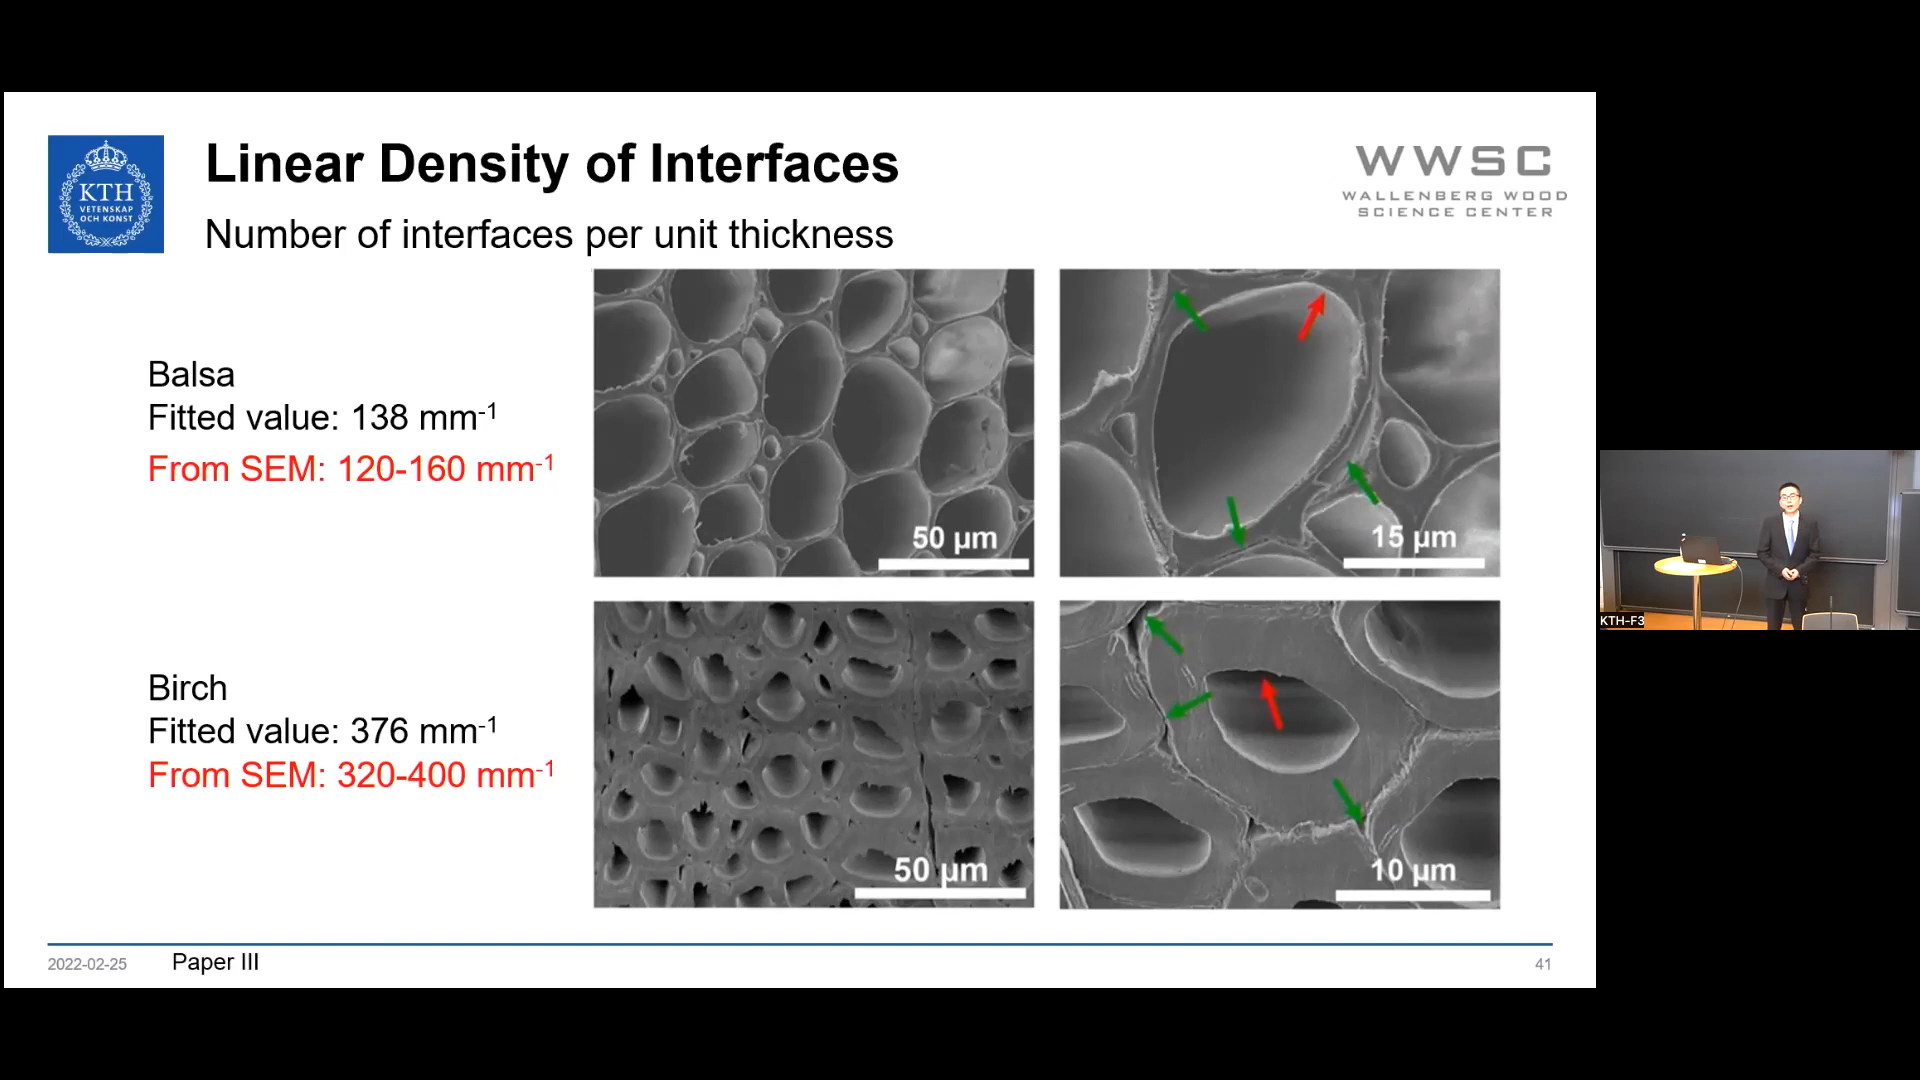 KTH
VETENSKAP
OCH KONST
Linear Density of Interfaces
Number of interfaces per unit thickness
WWSC
WALLENBERG WOOD
SCIENCE CENTER
Balsa
Fitted value: 138 mm⁻¹
From SEM: 120-160 mm⁻¹
50 µm
15 µm
Birch
Fitted value: 376 mm⁻¹
From SEM: 320-400 mm⁻¹
50 µm
10 µm
2022-02-25
Paper III
41
KTH-F3